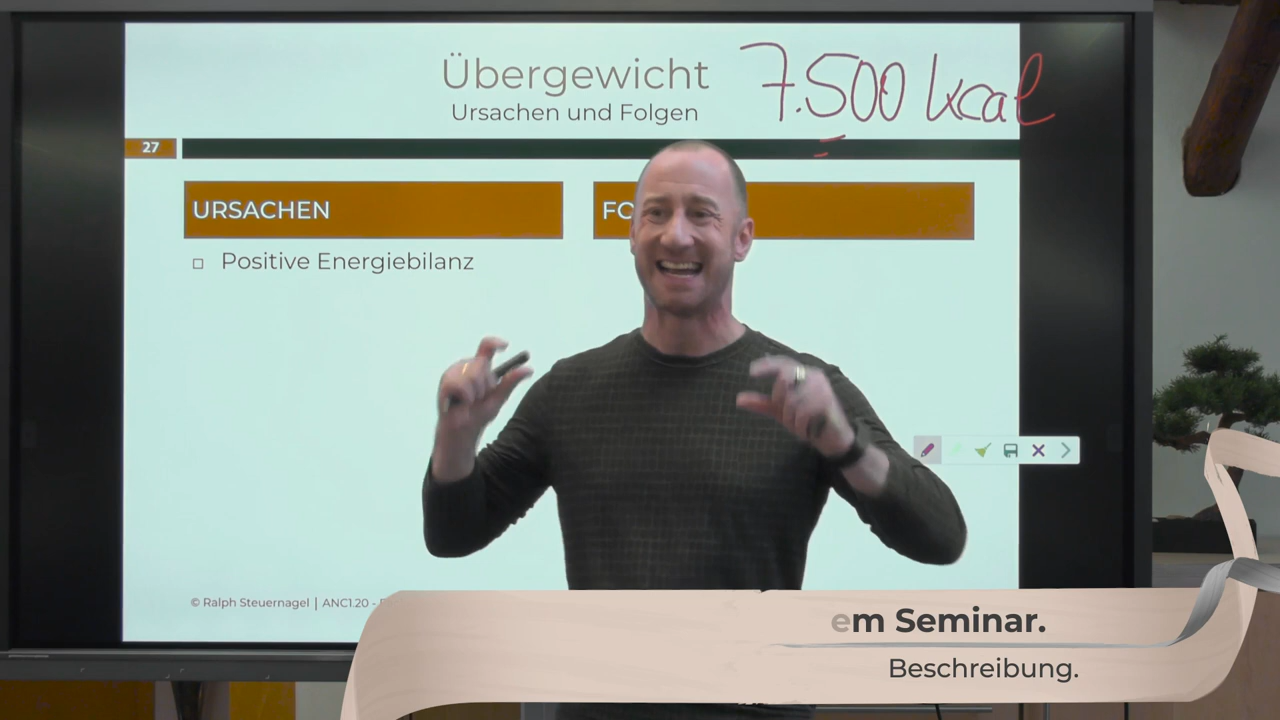 Übergewicht
7.500 kcal
Ursachen und Folgen
27
URSACHEN
FO
□ Positive Energiebilanz
© Ralph Steuernagel | ANC1.20 -
em Seminar.
Beschreibung.